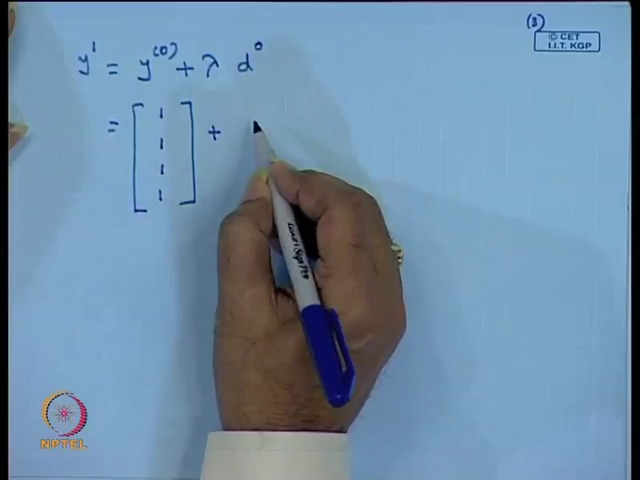 (3)
© CET
I.I.T. KGP
y¹ = y⁽⁰⁾ + λ d⁰
= [ 1 1 1 1 ] +
NPTEL